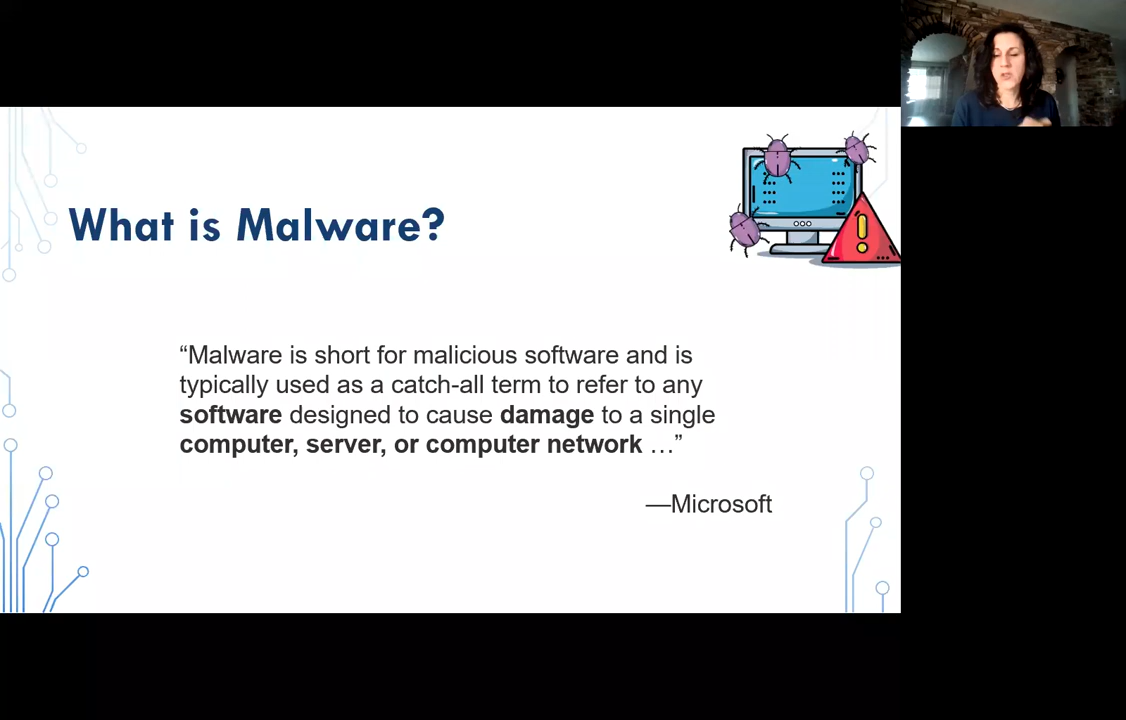 What is Malware?
“Malware is short for malicious software and is
typically used as a catch-all term to refer to any
software designed to cause damage to a single
computer, server, or computer network …”
—Microsoft